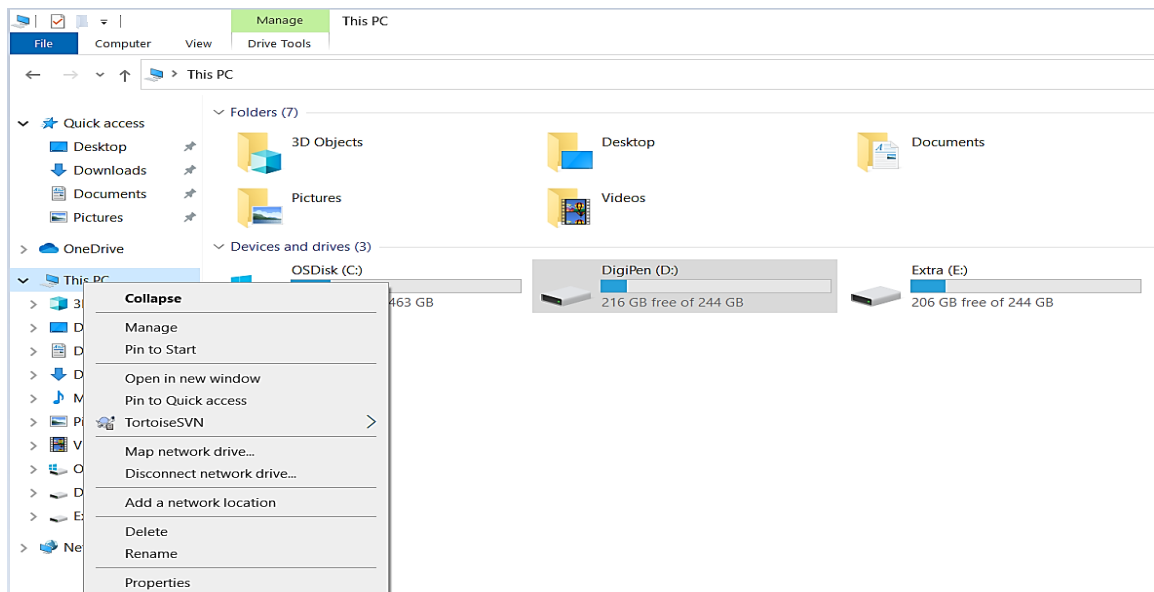 Manage
This PC
File
Computer
View
Drive Tools
This PC
Quick access
Desktop
Downloads
Documents
Pictures
OneDrive
This PC
Folders (7)
3D Objects
Desktop
Documents
Pictures
Videos
Devices and drives (3)
OSDisk (C:)
463 GB
DigiPen (D:)
216 GB free of 244 GB
Extra (E:)
206 GB free of 244 GB
3
D
D
D
M
Pi
V
O
D
E
Ne
Collapse
Manage
Pin to Start
Open in new window
Pin to Quick access
TortoiseSVN
Map network drive...
Disconnect network drive...
Add a network location
Delete
Rename
Properties